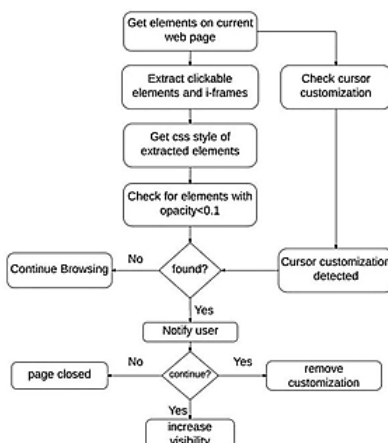 Get elements on current
web page
Extract clickable
elements and i-frames
Check cursor
customization
Get css style of
extracted elements
Check for elements with
opacity<0.1
Continue Browsing
No
found?
Cursor customization
detected
Yes
Notify user
page closed
No
continue?
Yes
remove
customization
Yes
increase
visibility